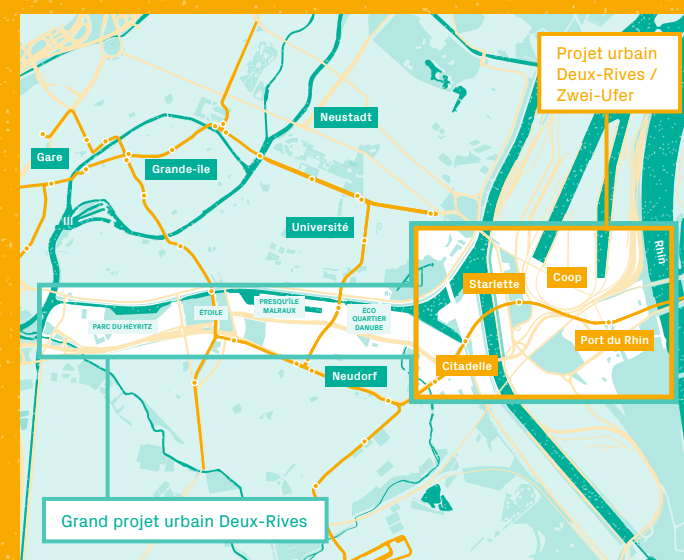 Projet urbain
Deux-Rives /
Zwei-Ufer
Neustadt
Gare
Grande-île
Ill
Université
Rhin
Starlette
Coop
ÉTOILE
PRESQU'ÎLE
MALRAUX
ÉCO
QUARTIER
DANUBE
PARC DU HEYRITZ
Port du Rhin
Citadelle
Neudorf
Grand projet urbain Deux-Rives